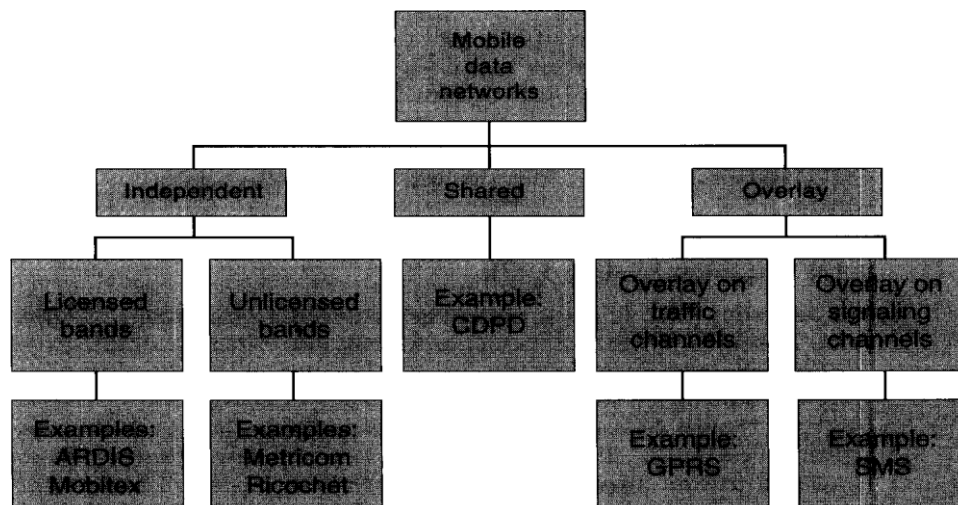 Mobile
data
networks
Independent
Shared
Overlay
Licensed
bands
Unlicensed
bands
Example:
CDPD
Overlay on
traffic
channels
Overlay on
signaling
channels
Examples:
ARDIS
Mobitex
Examples:
Metricom
Ricochet
Example:
GPRS
Example:
SMS